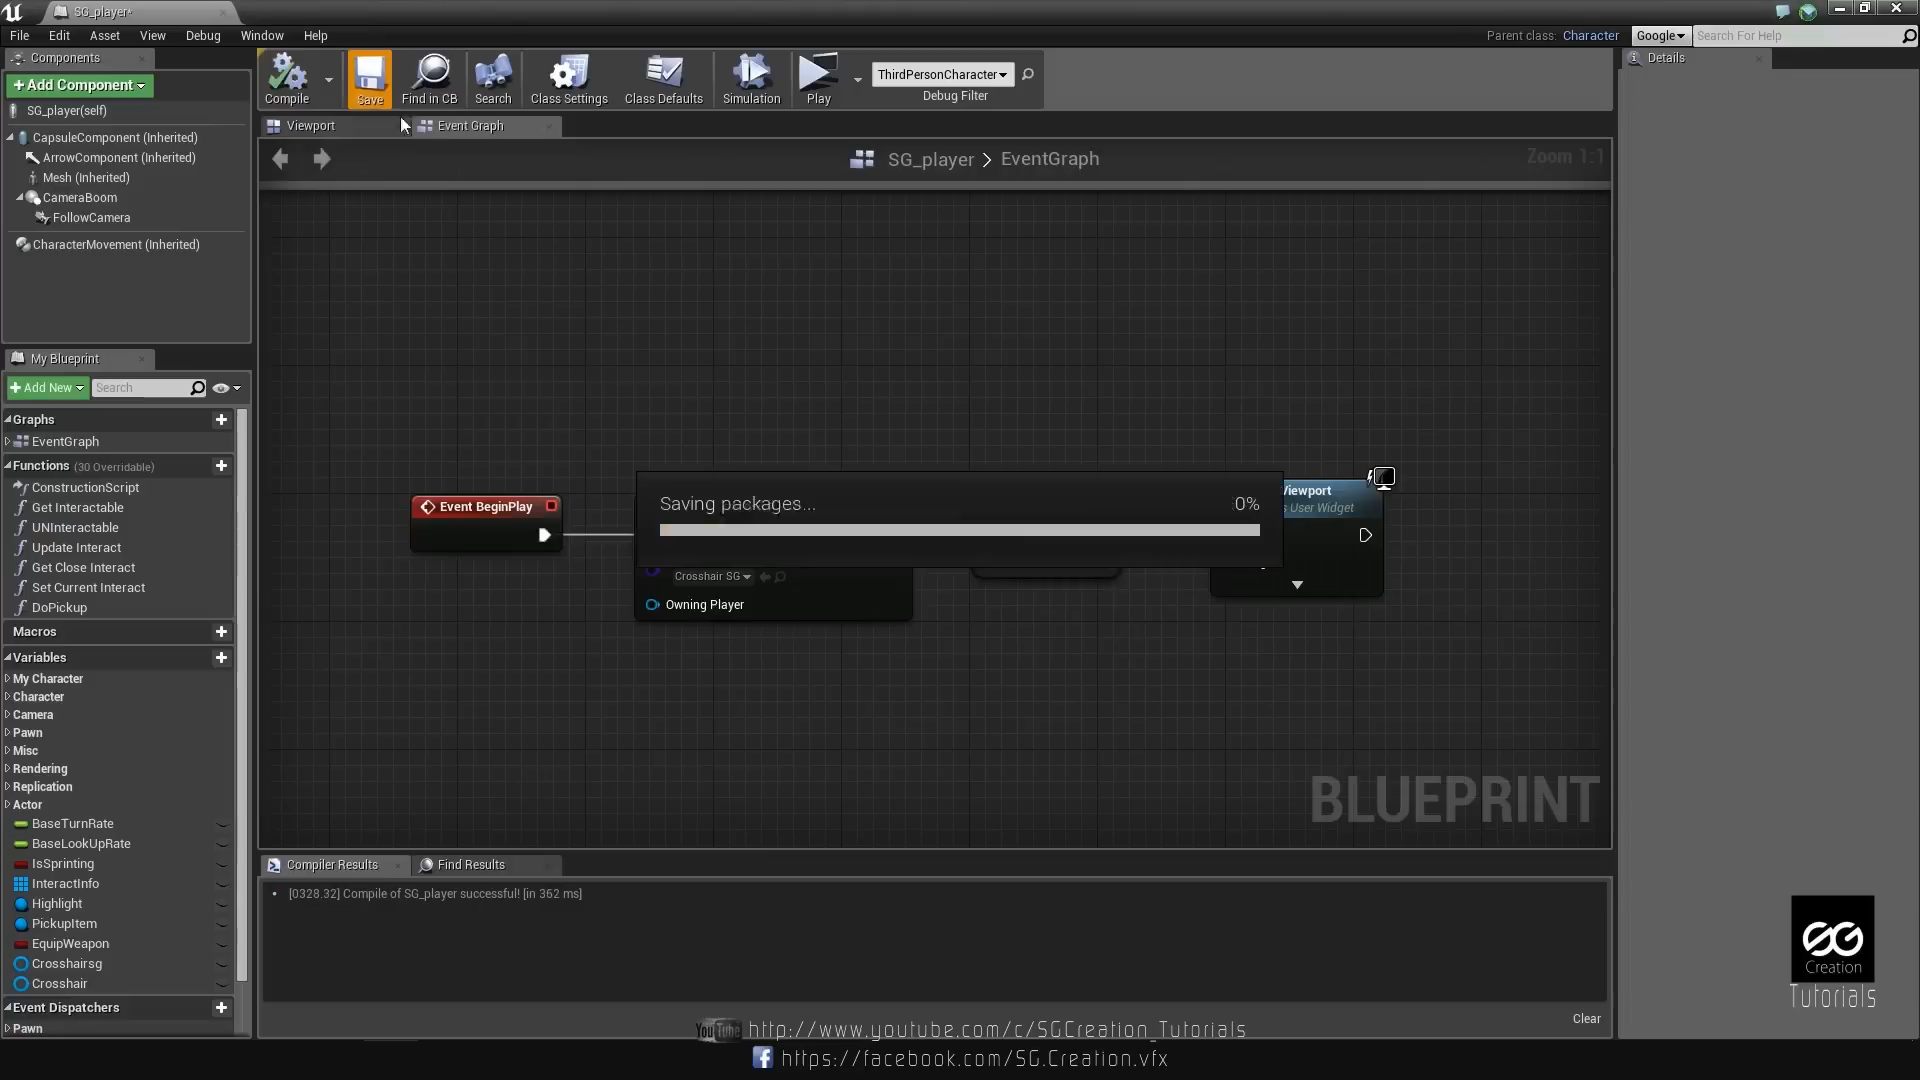 SG_player*
File Edit Asset View Debug Window Help
Parent class: Character
Google
Search For Help
Components
+Add Component
SG_player(self)
CapsuleComponent (Inherited)
ArrowComponent (Inherited)
Mesh (Inherited)
CameraBoom
FollowCamera
CharacterMovement (Inherited)
My Blueprint
+Add New
Search
Graphs
EventGraph
Functions (30 Overridable)
ConstructionScript
Get Interactable
UNInteractable
Update Interact
Get Close Interact
Set Current Interact
DoPickup
Macros
Variables
My Character
Character
Camera
Pawn
Misc
Rendering
Replication
Actor
BaseTurnRate
BaseLookUpRate
IsSprinting
InteractInfo
Highlight
PickupItem
EquipWeapon
Crosshairsg
Crosshair
Event Dispatchers
Pawn
Compile
Save
Find in CB
Search
Class Settings
Class Defaults
Simulation
Play
ThirdPersonCharacter
Debug Filter
Viewport
Event Graph
SG_player > EventGraph
Zoom 1:1
Event BeginPlay
Saving packages...
0%
Viewport
s User Widget
Crosshair SG
Owning Player
BLUEPRINT
Compiler Results
Find Results
[0328.32] Compile of SG_player successful! [in 362 ms]
Clear
Details
SG
Creation
Tutorials
YouTube http://www.youtube.com/c/SGCreation_Tutorials
f https://facebook.com/SG.Creation.vfx